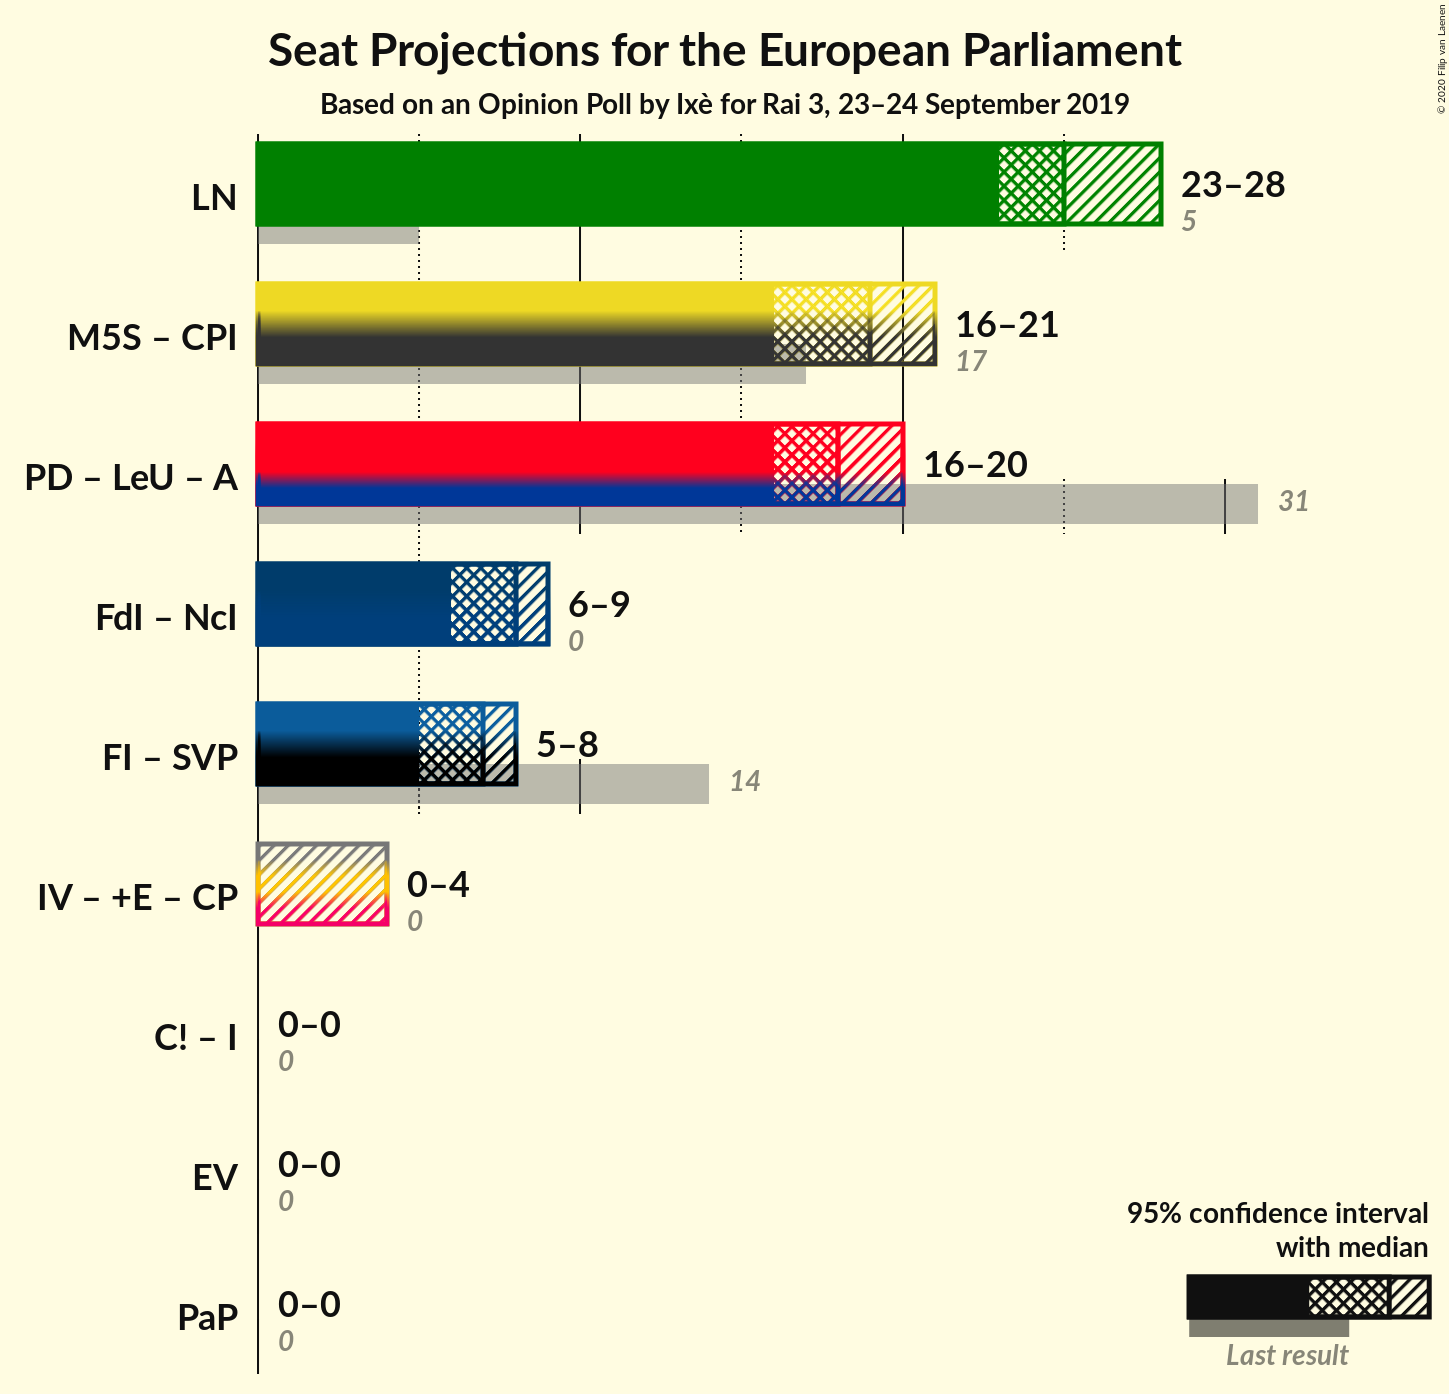 Seat Projections for the European Parliament
Based on an Opinion Poll by Ixè for Rai 3, 23–24 September 2019
© 2020 Filip van Laenen
LN
23–28
5
M5S – CPI
16–21
17
PD – LeU – A
16–20
31
FdI – NcI
6–9
0
FI – SVP
5–8
14
IV – +E – CP
0–4
0
C! – I
0–0
0
EV
0–0
0
PaP
0–0
0
95% confidence interval
with median
Last result